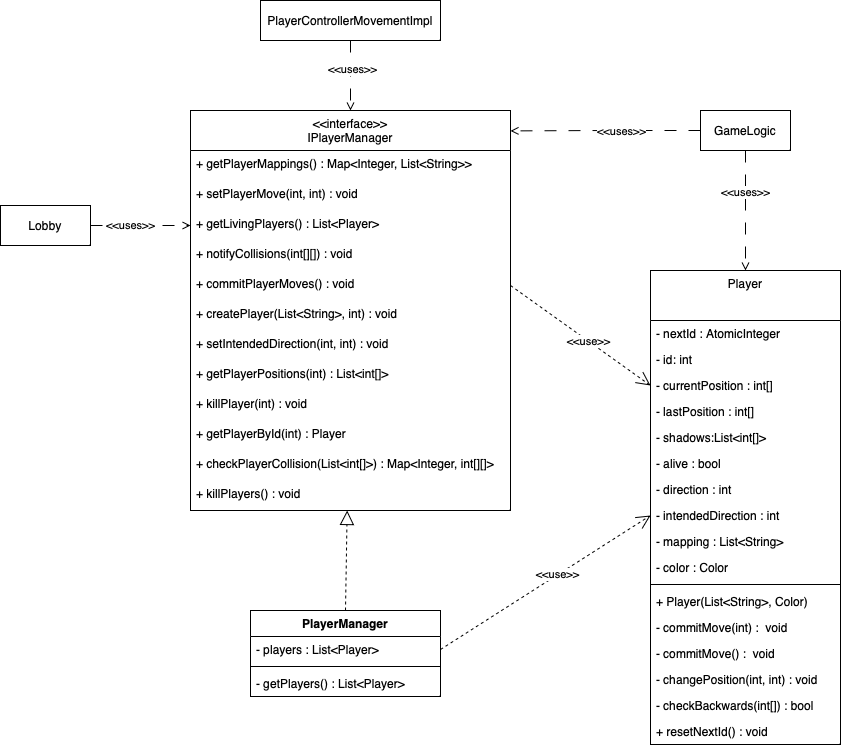 PlayerControllerMovementImpl
<<uses>>
<<interface>>
IPlayerManager
+ getPlayerMappings() : Map<Integer, List<String>>
+ setPlayerMove(int, int) : void
+ getLivingPlayers() : List<Player>
+ notifyCollisions(int[][]) : void
+ commitPlayerMoves() : void
+ createPlayer(List<String>, int) : void
+ setIntendedDirection(int, int) : void
+ getPlayerPositions(int) : List<int[]>
+ killPlayer(int) : void
+ getPlayerById(int) : Player
+ checkPlayerCollision(List<int[]>) : Map<Integer, int[][]>
+ killPlayers() : void
<<uses>>
GameLogic
<<uses>>
Lobby
<<uses>>
<<use>>
Player
- nextId : AtomicInteger
- id: int
- currentPosition : int[]
- lastPosition : int[]
- shadows:List<int[]>
- alive : bool
- direction : int
- intendedDirection : int
- mapping : List<String>
- color : Color
+ Player(List<String>, Color)
- commitMove(int) :  void
- commitMove() :  void
- changePosition(int, int) : void
- checkBackwards(int[]) : bool
+ resetNextId() : void
<<use>>
PlayerManager
- players : List<Player>
- getPlayers() : List<Player>